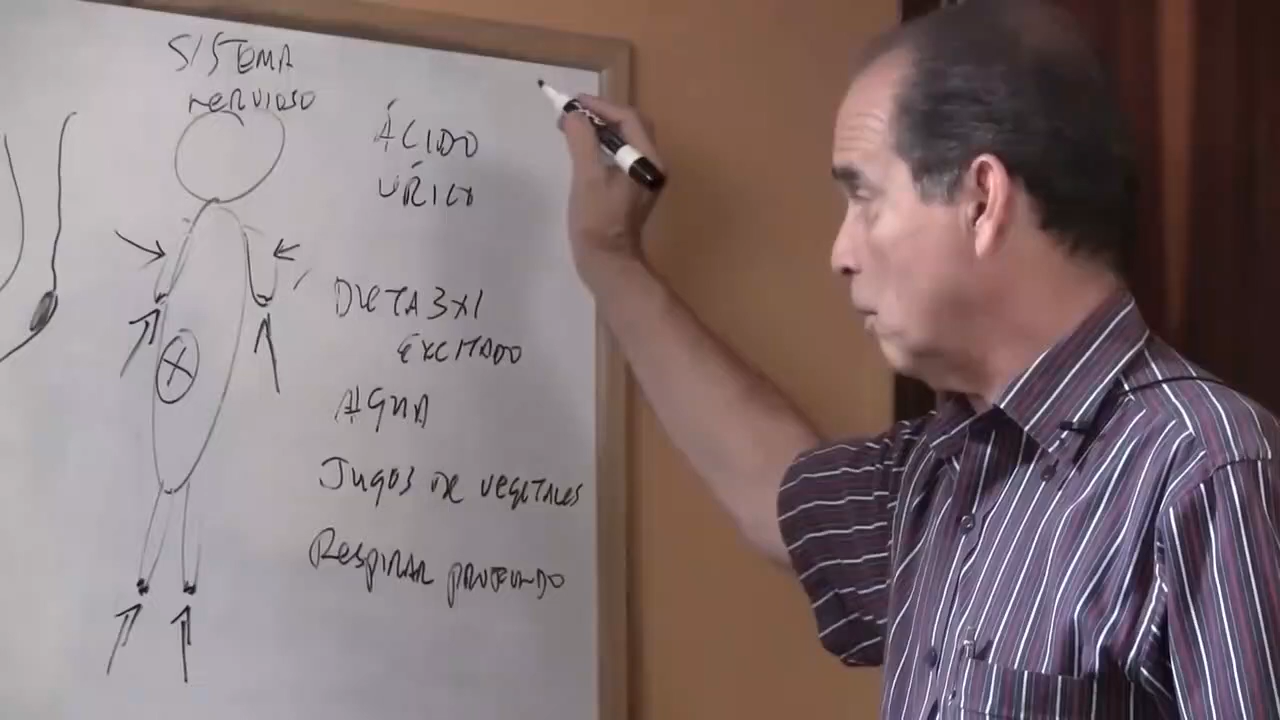 SISTEMA
NERVIOSO
ÁCIDO
ÚRICO
DIETA 3x1
EXCITADO
AGUA
JUGOS DE VEGETALES
RESPIRAR PROFUNDO